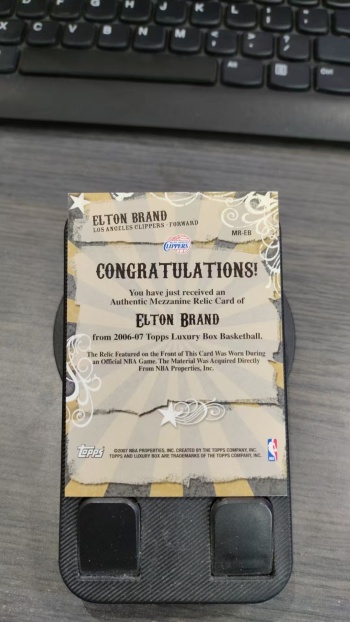 D F G H J K L
X C V B N M
Alt
ELTON BRAND
LOS ANGELES CLIPPERS · FORWARD
MR-EB
CLIPPERS
CONGRATULATIONS!
You have just received an
Authentic Mezzanine Relic Card of
ELTON BRAND
from 2006-07 Topps Luxury Box Basketball.
The Relic Featured on the Front of This Card Was Worn During
an Official NBA Game. The Material Was Acquired Directly
From NBA Properties, Inc.
Topps
©2007 NBA PROPERTIES, INC. CREATED BY THE TOPPS COMPANY, INC.
TOPPS AND LUXURY BOX ARE TRADEMARKS OF THE TOPPS COMPANY, INC.